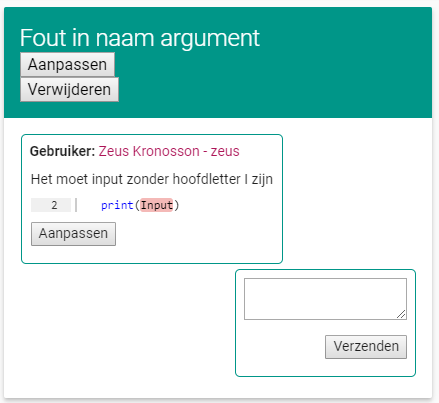 Fout in naam argument
Aanpassen
Verwijderen
Gebruiker: Zeus Kronosson - zeus
Het moet input zonder hoofdletter I zijn
2 print(Input)
Aanpassen
Verzenden